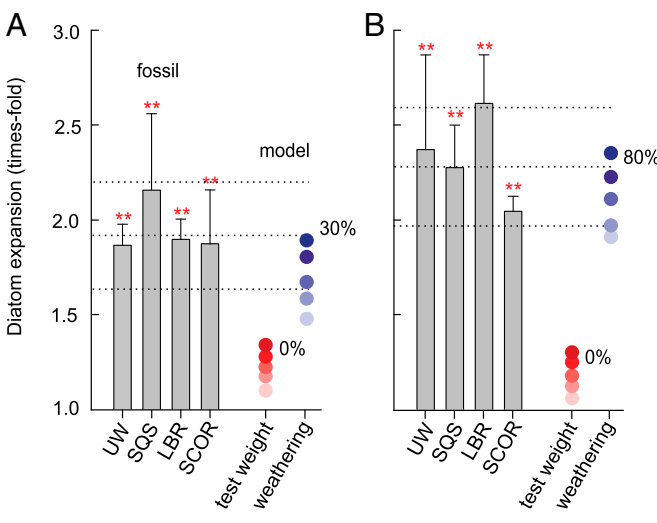 A
B
Diatom expansion (times-fold)
3.0
2.5
2.0
1.5
1.0
fossil
model
**
**
**
**
30%
0%
UW
SQS
LBR
SCOR
test weight
weathering
**
**
**
**
80%
0%
UW
SQS
LBR
SCOR
test weight
weathering